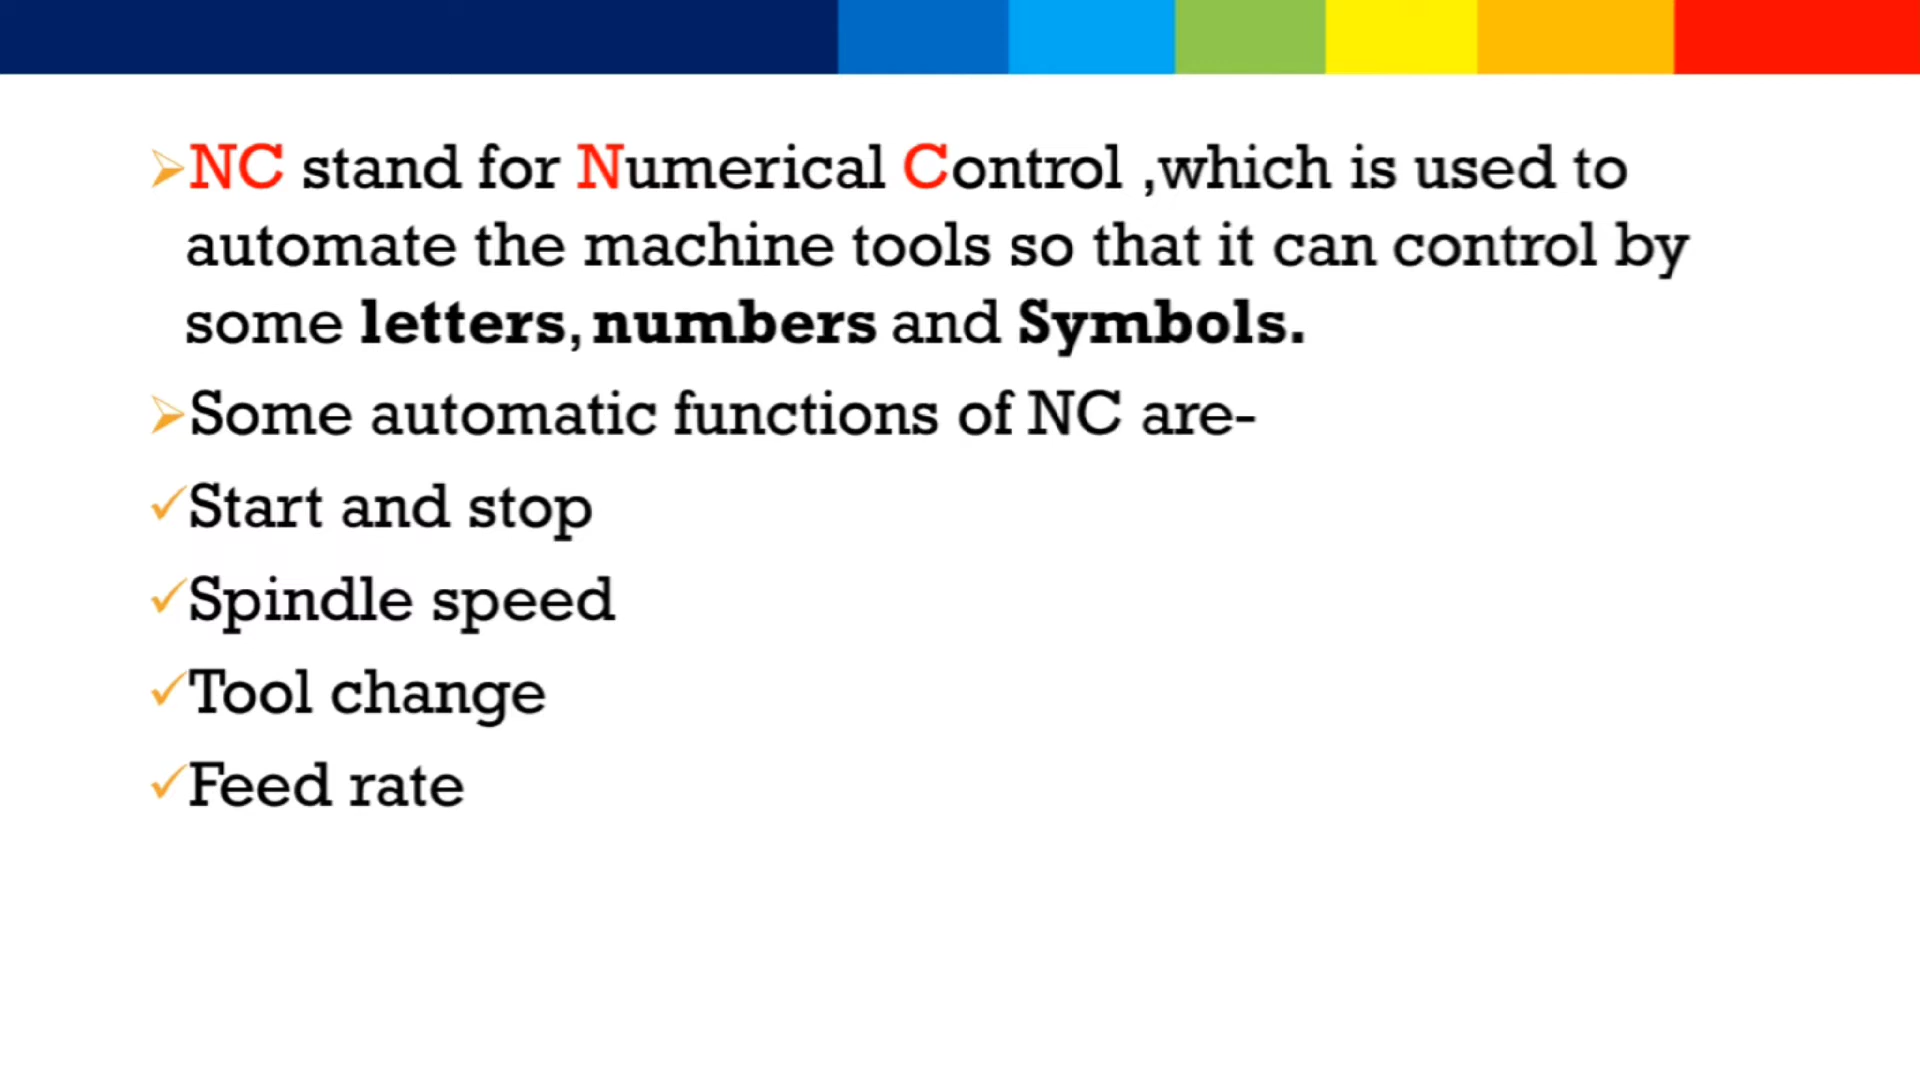 NC stand for Numerical Control ,which is used to
automate the machine tools so that it can control by
some letters, numbers and Symbols.
Some automatic functions of NC are-
Start and stop
Spindle speed
Tool change
Feed rate